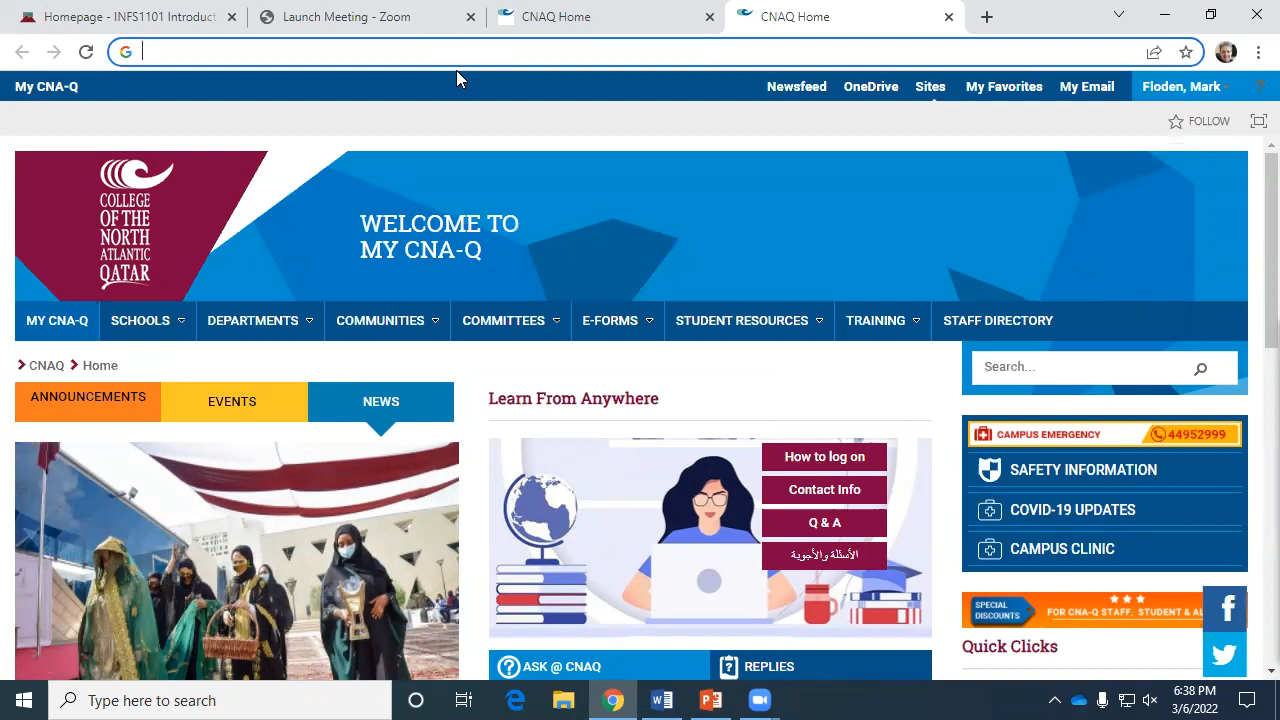 Homepage - INFS1101 Introduct
Launch Meeting - Zoom
CNAQ Home
CNAQ Home
My CNA-Q
Newsfeed
OneDrive
Sites
My Favorites
My Email
Floden, Mark
?
FOLLOW
COLLEGE
OF THE
NORTH
ATLANTIC
QATAR
WELCOME TO
MY CNA-Q
MY CNA-Q
SCHOOLS
DEPARTMENTS
COMMUNITIES
COMMITTEES
E-FORMS
STUDENT RESOURCES
TRAINING
STAFF DIRECTORY
CNAQ
Home
Search...
ANNOUNCEMENTS
EVENTS
NEWS
Learn From Anywhere
How to log on
Contact Info
Q & A
الأسئلة والأجوبة
ASK @ CNAQ
REPLIES
CAMPUS EMERGENCY
44952999
SAFETY INFORMATION
COVID-19 UPDATES
CAMPUS CLINIC
SPECIAL
DISCOUNTS
FOR CNA-Q STAFF, STUDENT & AL
Quick Clicks
Type here to search
6:38 PM
3/6/2022